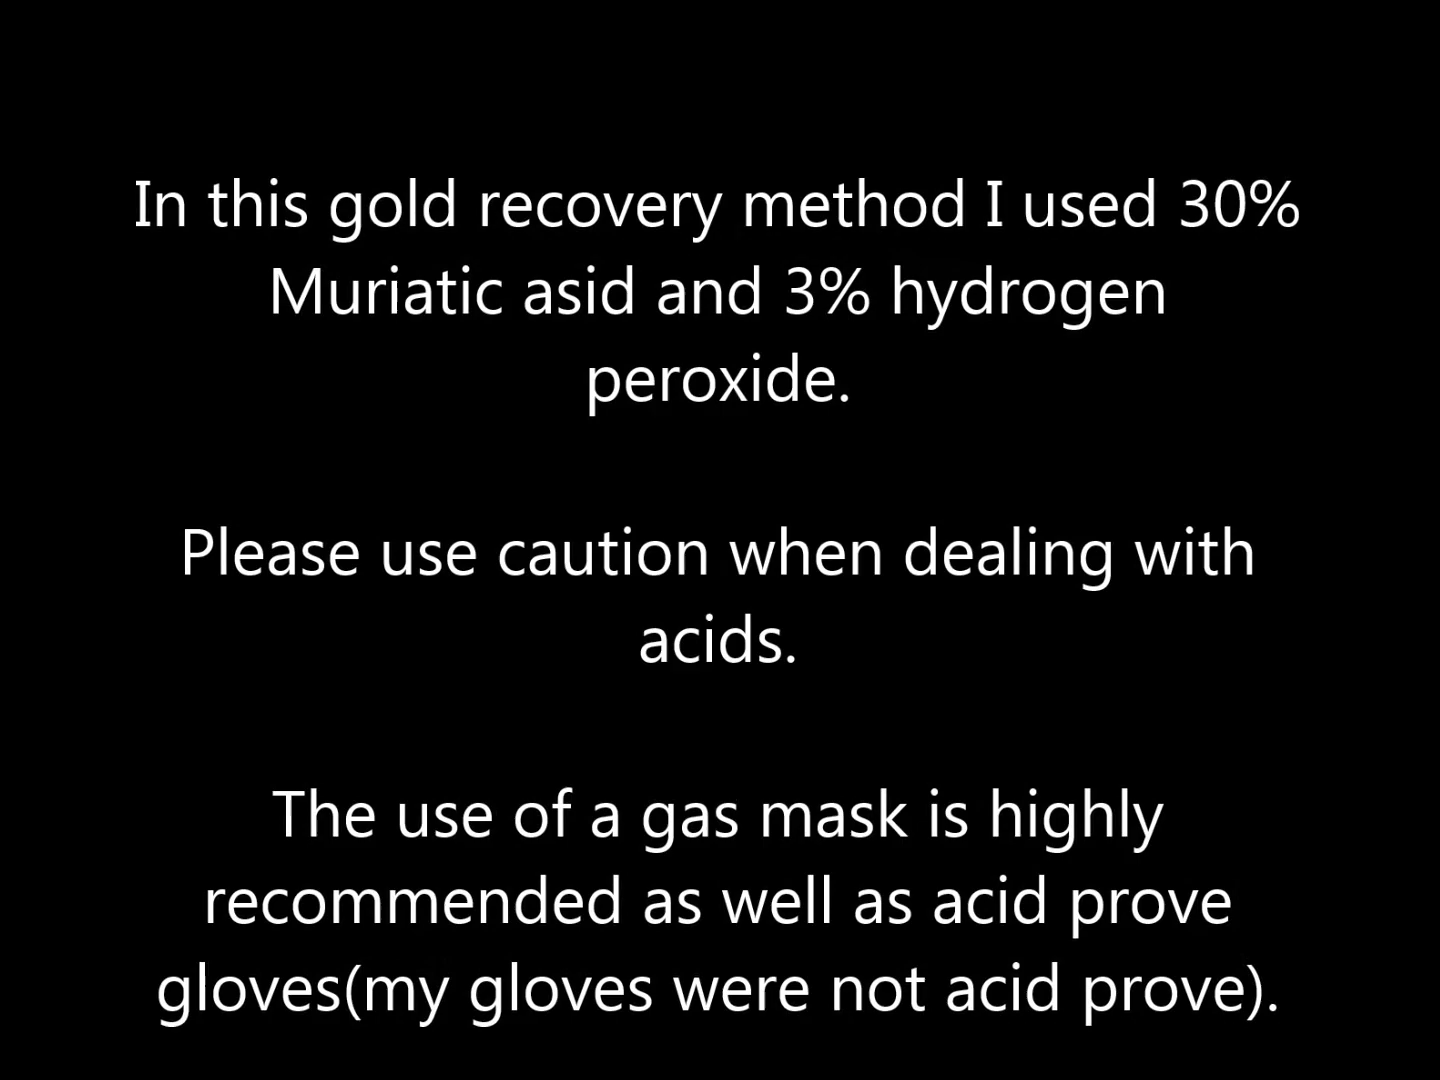 In this gold recovery method I used 30%
Muriatic asid and 3% hydrogen
peroxide.
Please use caution when dealing with
acids.
The use of a gas mask is highly
recommended as well as acid prove
gloves(my gloves were not acid prove).